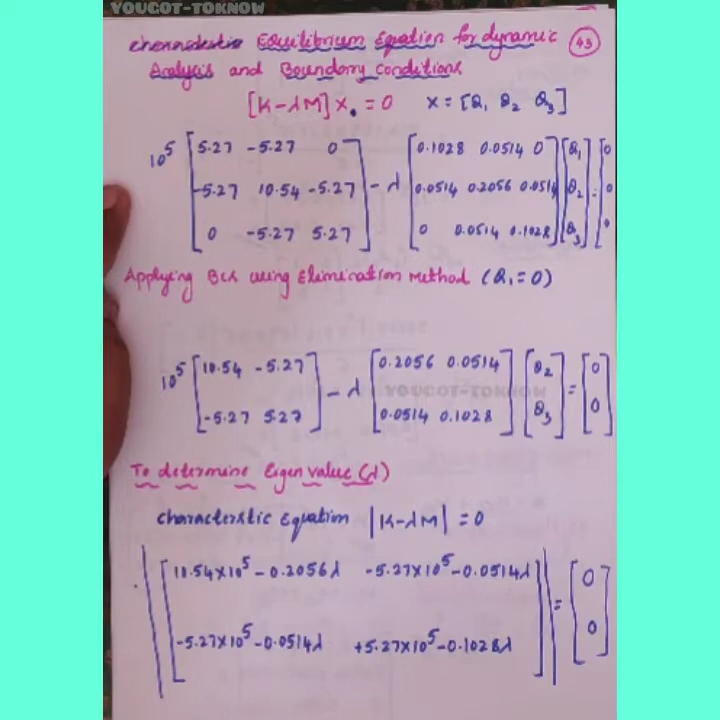 YOUGOT-TOKNOW
Equilibrium Equation for dynamic (43)
Analysis and Boundary Conditions
[K-λM] X. = 0   X = [Q₁ Q₂ Q₃]
10⁵ [5.27 -5.27 0; -5.27 10.54 -5.27; 0 -5.27 5.27] - λ [0.1028 0.0514 0; 0.0514 0.2056 0.0514; 0 0.0514 0.1028] [Q₁; Q₂; Q₃] = [0; 0; 0]
Applying BCs using Elimination Method (Q₁=0)
10⁵ [10.54 -5.27; -5.27 5.27] - λ [0.2056 0.0514; 0.0514 0.1028] [Q₂; Q₃] = [0; 0]
YOUGOT-TOKNOW
To determine Eigen value (λ)
characteristic Equation |K-λM| = 0
|[10.54×10⁵-0.2056λ -5.27×10⁵-0.0514λ; -5.27×10⁵-0.0514λ +5.27×10⁵-0.1028λ]| = [0; 0]